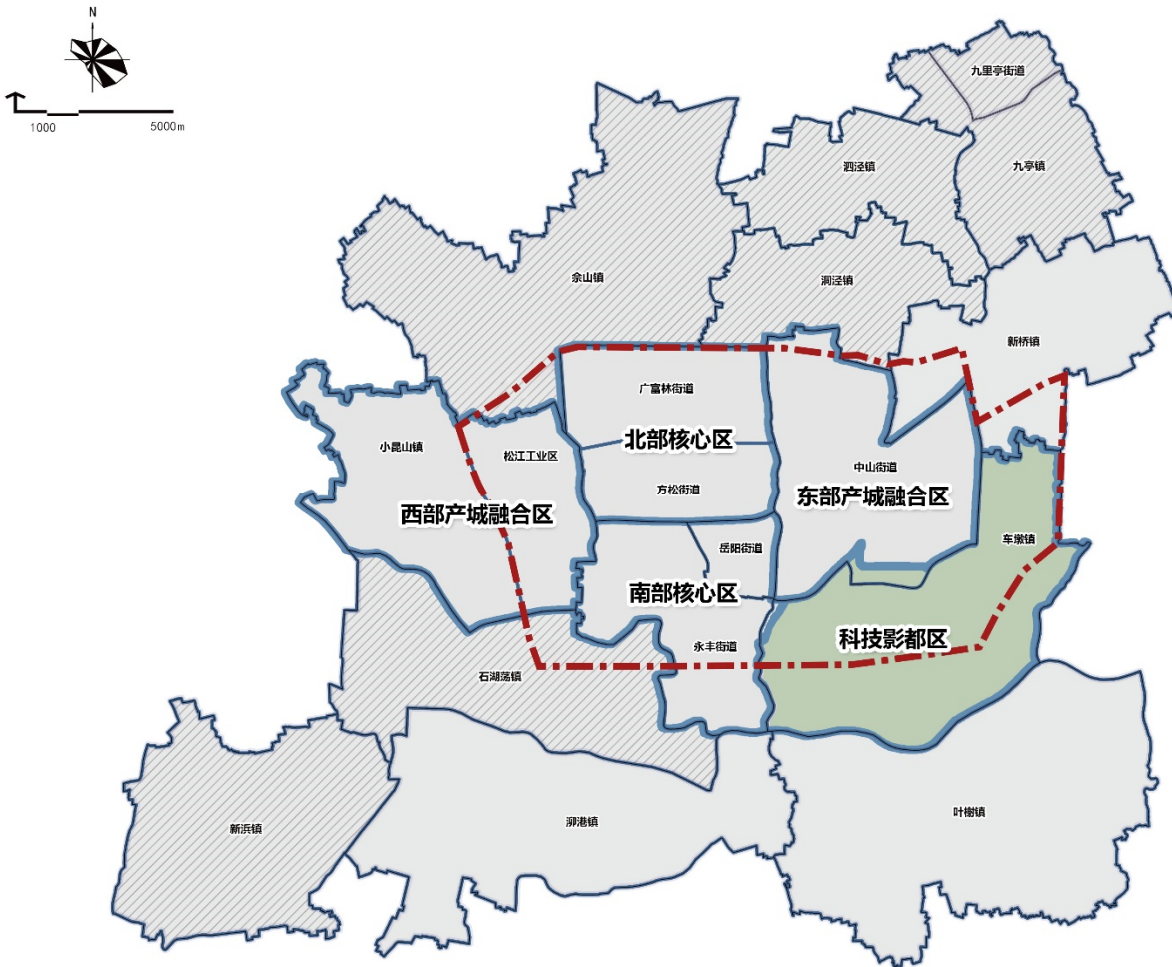 N
1000
5000m
九里亭街道
泗泾镇
九亭镇
佘山镇
洞泾镇
新桥镇
广富林街道
小昆山镇
北部核心区
松江工业区
中山街道
方松街道
东部产城融合区
西部产城融合区
岳阳街道
车墩镇
南部核心区
科技影都区
永丰街道
石湖荡镇
叶榭镇
新浜镇
泖港镇